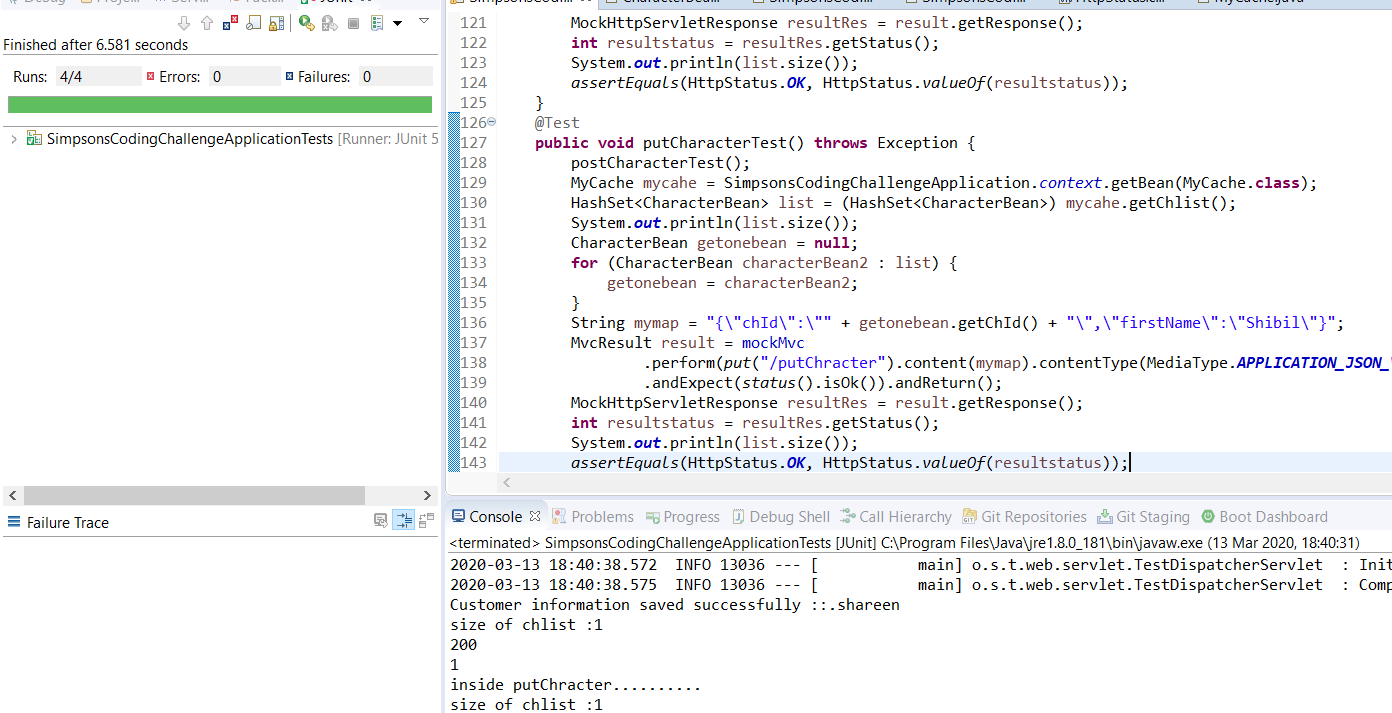 Finished after 6.581 seconds
Runs: 4/4 Errors: 0 Failures: 0
SimpsonsCodingChallengeApplicationTests [Runner: JUnit 5
Failure Trace
121 MockHttpServletResponse resultRes = result.getResponse();
122 int resultstatus = resultRes.getStatus();
123 System.out.println(list.size());
124 assertEquals(HttpStatus.OK, HttpStatus.valueOf(resultstatus));
125 }
126 @Test
127 public void putCharacterTest() throws Exception {
128 postCharacterTest();
129 MyCache mycahe = SimpsonsCodingChallengeApplication.context.getBean(MyCache.class);
130 HashSet<CharacterBean> list = (HashSet<CharacterBean>) mycahe.getChlist();
131 System.out.println(list.size());
132 CharacterBean getonebean = null;
133 for (CharacterBean characterBean2 : list) {
134 getonebean = characterBean2;
135 }
136 String mymap = "{\"chId\":\"" + getonebean.getChId() + "\",\"firstName\":\"Shibil\"}";
137 MvcResult result = mockMvc
138 .perform(put("/putChracter").content(mymap).contentType(MediaType.APPLICATION_JSON_
139 .andExpect(status().isOk()).andReturn();
140 MockHttpServletResponse resultRes = result.getResponse();
141 int resultstatus = resultRes.getStatus();
142 System.out.println(list.size());
143 assertEquals(HttpStatus.OK, HttpStatus.valueOf(resultstatus));
Console Problems Progress Debug Shell Call Hierarchy Git Repositories Git Staging Boot Dashboard
<terminated> SimpsonsCodingChallengeApplicationTests [JUnit] C:\Program Files\Java\jre1.8.0_181\bin\javaw.exe (13 Mar 2020, 18:40:31)
2020-03-13 18:40:38.572 INFO 13036 --- [ main] o.s.t.web.servlet.TestDispatcherServlet : Init
2020-03-13 18:40:38.575 INFO 13036 --- [ main] o.s.t.web.servlet.TestDispatcherServlet : Comp
Customer information saved successfully ::.shareen
size of chlist :1
200
1
inside putChracter..........
size of chlist :1